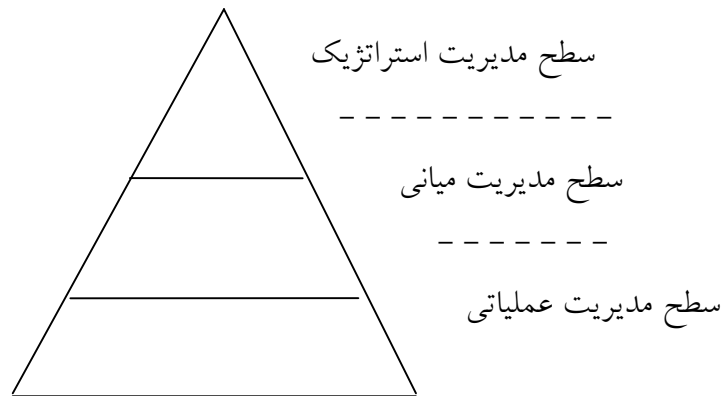 سطح مدیریت استراتژیک
سطح مدیریت میانی
سطح مدیریت عملیاتی